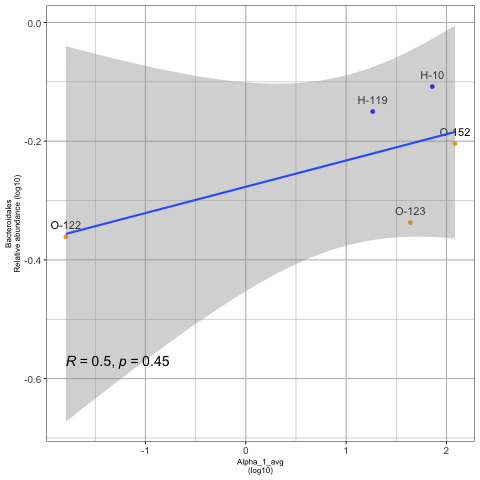 0.0
-0.2
-0.4
-0.6
Bacteroidales
Relative abundance (log10)
H-10
H-119
O-152
O-123
O-122
R = 0.5, p = 0.45
-1
0
1
2
Alpha_1_avg
(log10)